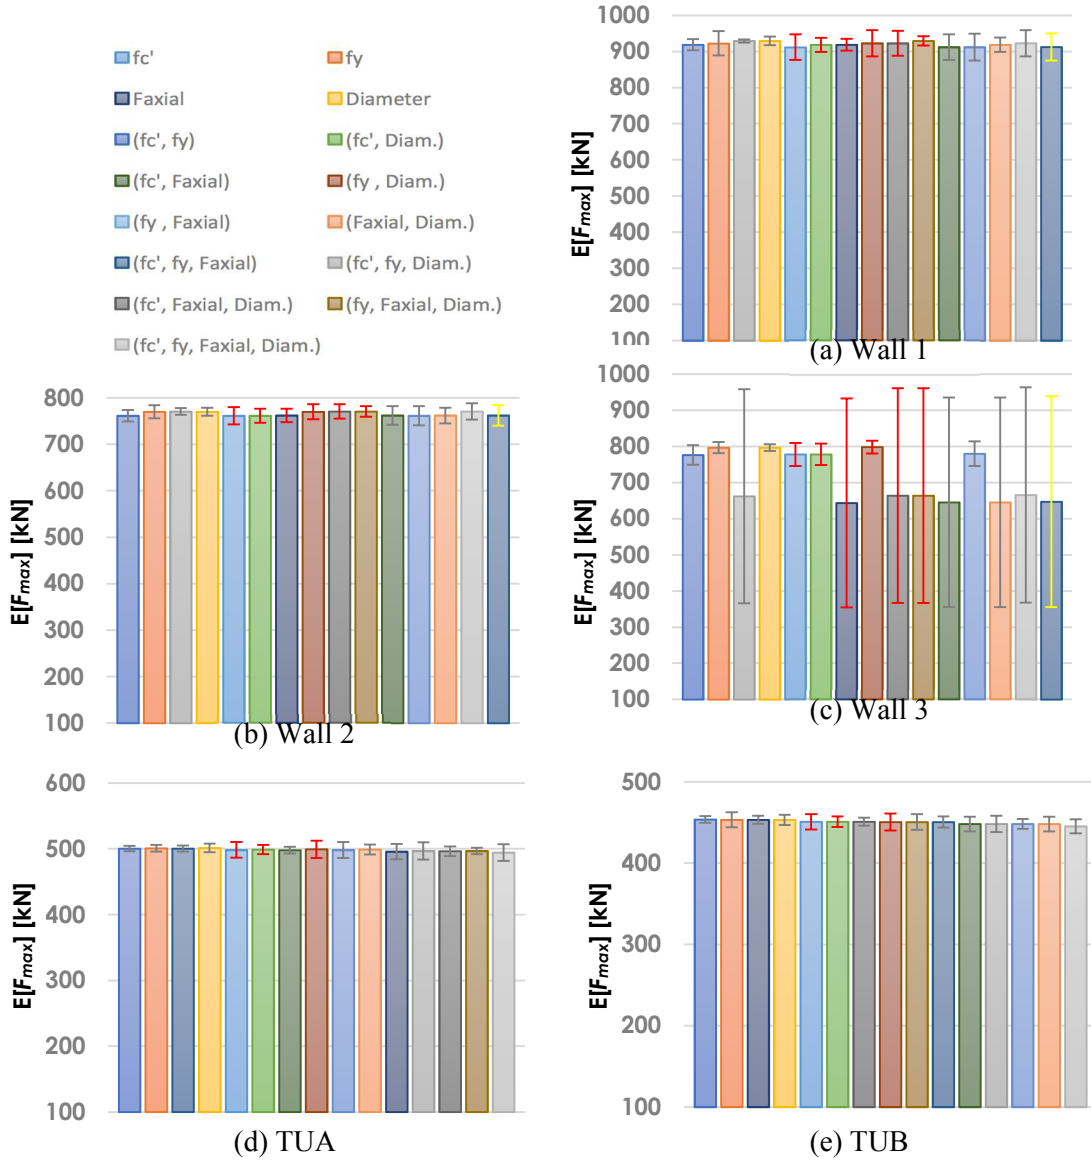 fc'
fy
Faxial
Diameter
(fc', fy)
(fc', Diam.)
(fc', Faxial)
(fy , Diam.)
(fy , Faxial)
(Faxial, Diam.)
(fc', fy, Faxial)
(fc', fy, Diam.)
(fc', Faxial, Diam.)
(fy, Faxial, Diam.)
(fc', fy, Faxial, Diam.)
E[Fmax] [kN]
1000
900
800
700
600
500
400
300
200
100
(a) Wall 1
E[Fmax] [kN]
800
700
600
500
400
300
200
100
(b) Wall 2
E[Fmax] [kN]
1000
900
800
700
600
500
400
300
200
100
(c) Wall 3
E[Fmax] [kN]
600
500
400
300
200
100
(d) TUA
E[Fmax] [kN]
500
400
300
200
100
(e) TUB